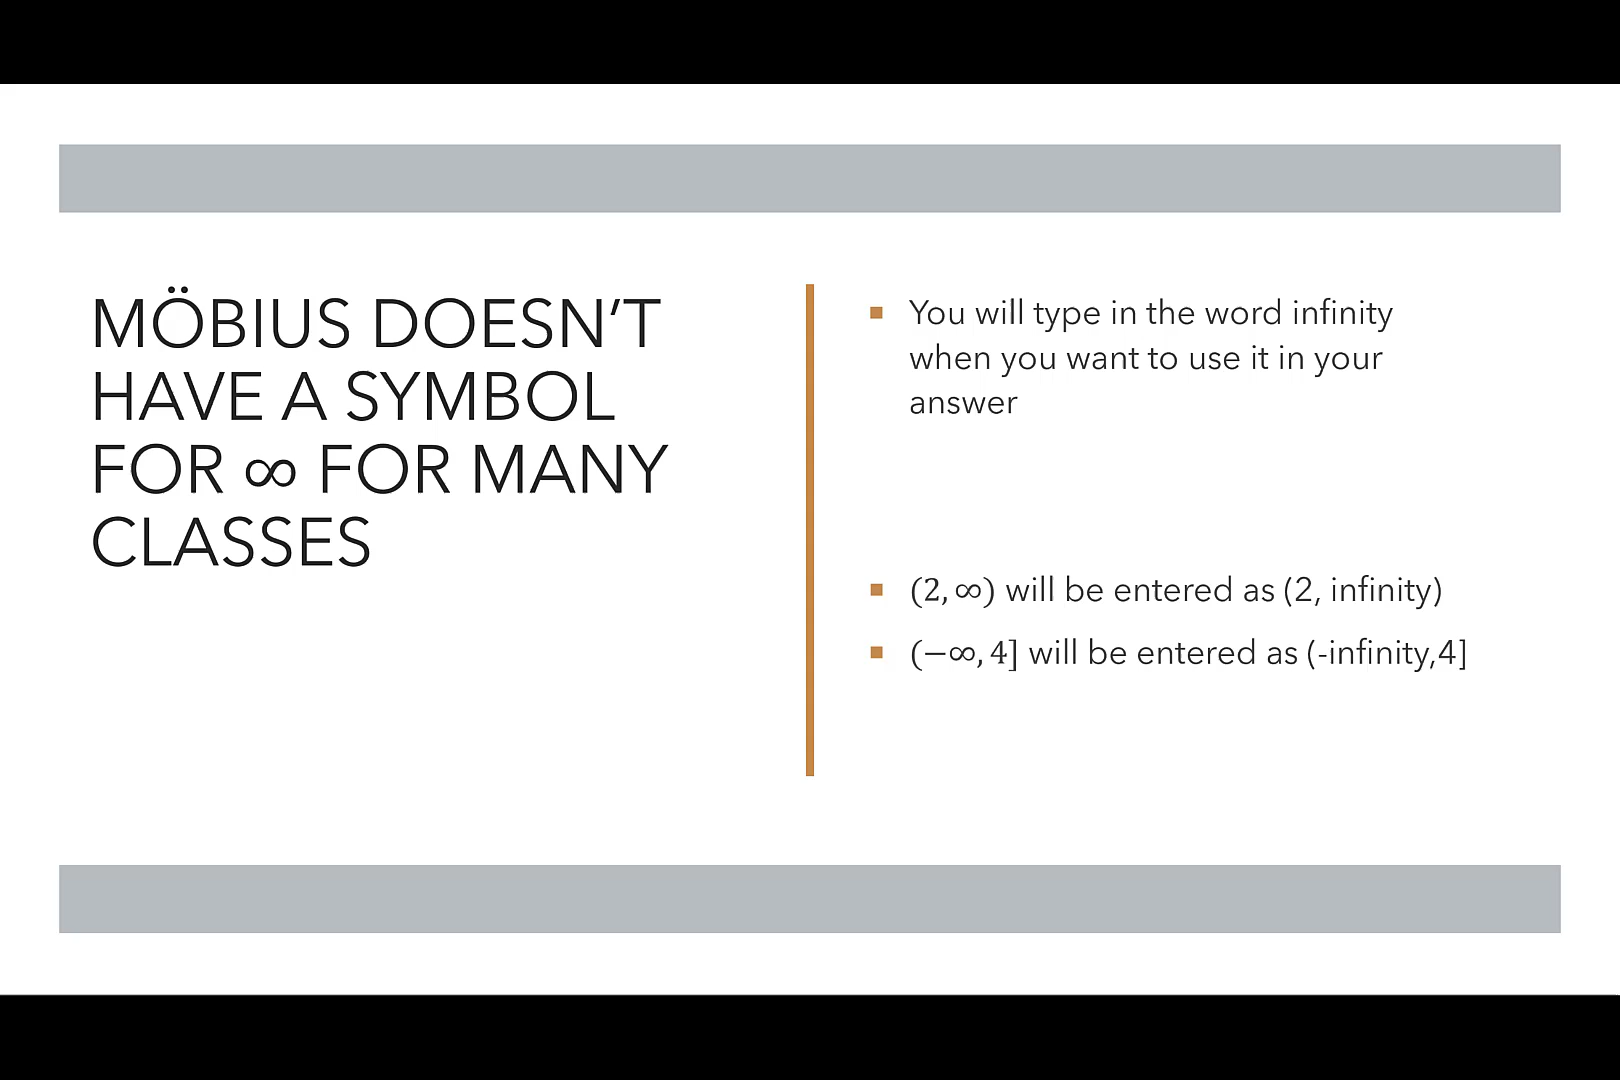 MÖBIUS DOESN’T
HAVE A SYMBOL
FOR ∞ FOR MANY
CLASSES
You will type in the word infinity
when you want to use it in your
answer
(2, ∞) will be entered as (2, infinity)
(−∞, 4] will be entered as (-infinity,4]